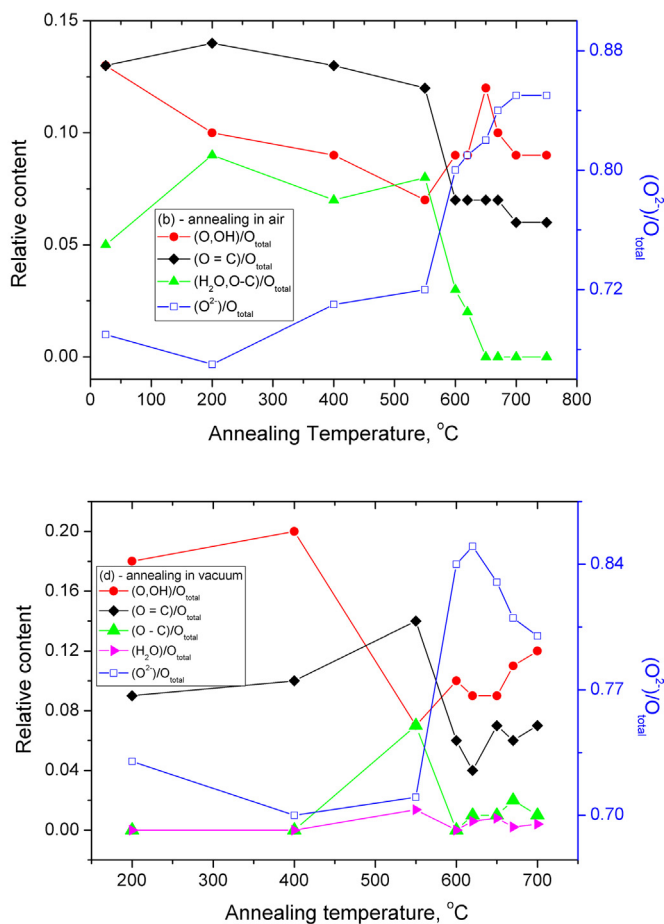 0.15
0.10
0.05
0.00
Relative content
(b) - annealing in air
(O,OH)/Ototal
(O = C)/Ototal
(H2O,O-C)/Ototal
(O2-)/Ototal
0.88
0.80
0.72
(O2-)/Ototal
0 100 200 300 400 500 600 700 800
Annealing Temperature, °C
0.20
0.16
0.12
0.08
0.04
0.00
Relative content
(d) - annealing in vacuum
(O,OH)/Ototal
(O = C)/Ototal
(O - C)/Ototal
(H2O)/Ototal
(O2-)/Ototal
0.84
0.77
0.70
(O2-)/Ototal
200 300 400 500 600 700
Annealing temperature, °C